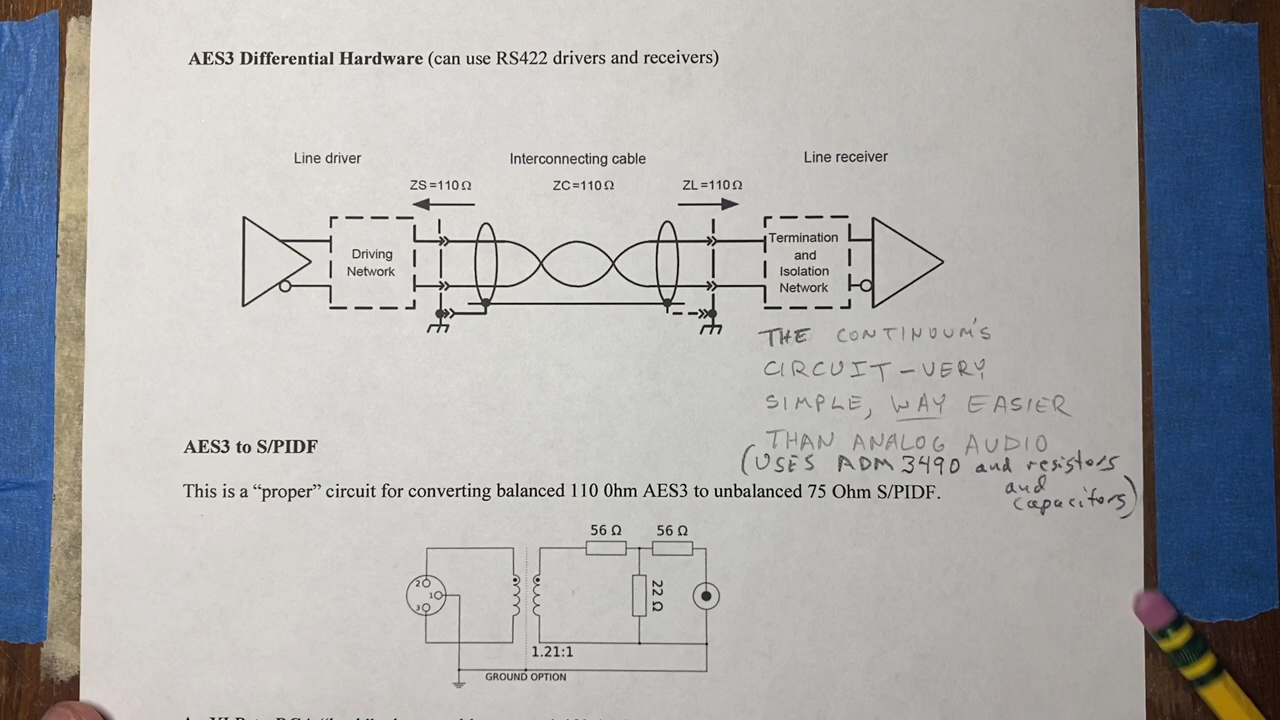 AES3 Differential Hardware (can use RS422 drivers and receivers)
Line driver
Interconnecting cable
Line receiver
ZS=110Ω
ZC=110Ω
ZL=110Ω
Driving
Network
Termination
and
Isolation
Network
THE CONTINUUM'S
CIRCUIT - VERY
SIMPLE, WAY EASIER
THAN ANALOG AUDIO
(USES ADM3490 and resistors
and
capacitors)
AES3 to S/PIDF
This is a “proper” circuit for converting balanced 110 0hm AES3 to unbalanced 75 Ohm S/PIDF.
56 Ω
56 Ω
22 Ω
2
1
3
1.21:1
GROUND OPTION